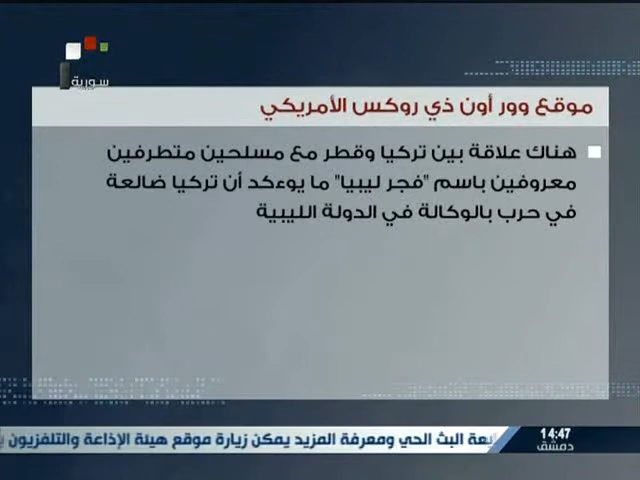 سورية
موقع وور أون ذي روكس الأمريكي
هناك علاقة بين تركيا وقطر مع مسلحين متطرفين
معروفين باسم "فجر ليبيا" ما يوءكد أن تركيا ضالعة
في حرب بالوكالة في الدولة الليبية
14:47
دمشق
البث الحي ومعرفة المزيد يمكن زيارة موقع هيئة الإذاعة والتلفزيون